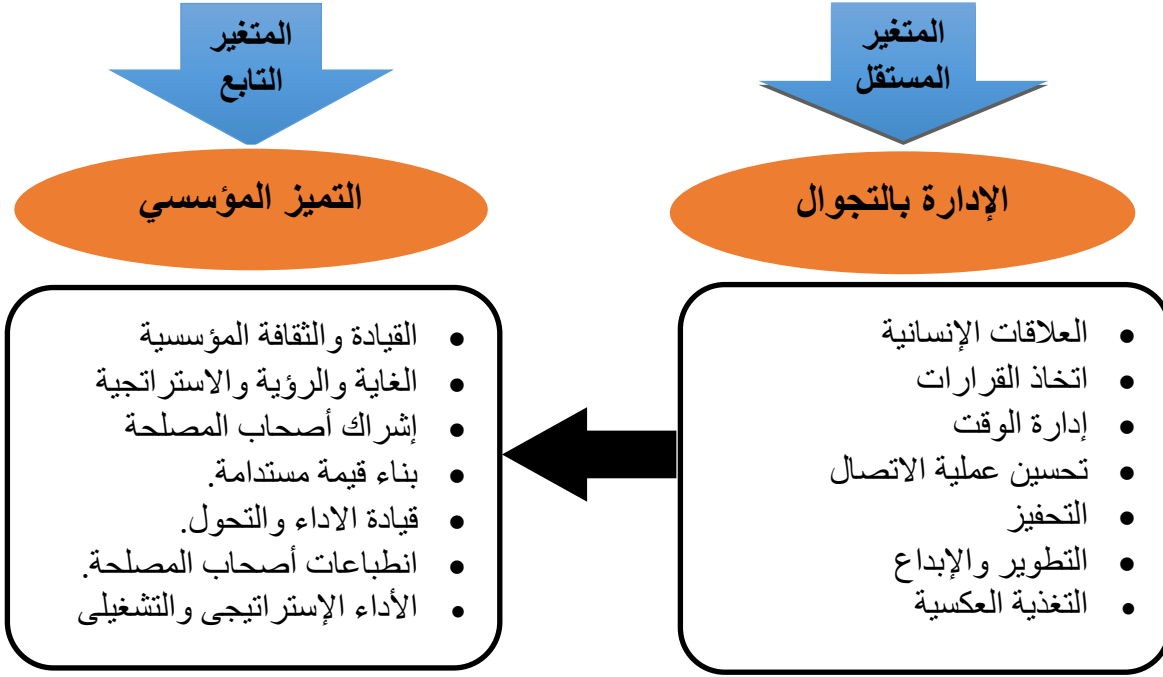 المتغير
المستقل
الإدارة بالتجوال
العلاقات الإنسانية
اتخاذ القرارات
إدارة الوقت
تحسين عملية الاتصال
التحفيز
التطوير والإبداع
التغذية العكسية
المتغير
التابع
التميز المؤسسي
القيادة والثقافة المؤسسية
الغاية والرؤية والاستراتجية
إشراك أصحاب المصلحة
بناء قيمة مستدامة.
قيادة الاداء والتحول.
انطباعات أصحاب المصلحة.
الأداء الإستراتيجى والتشغيلى